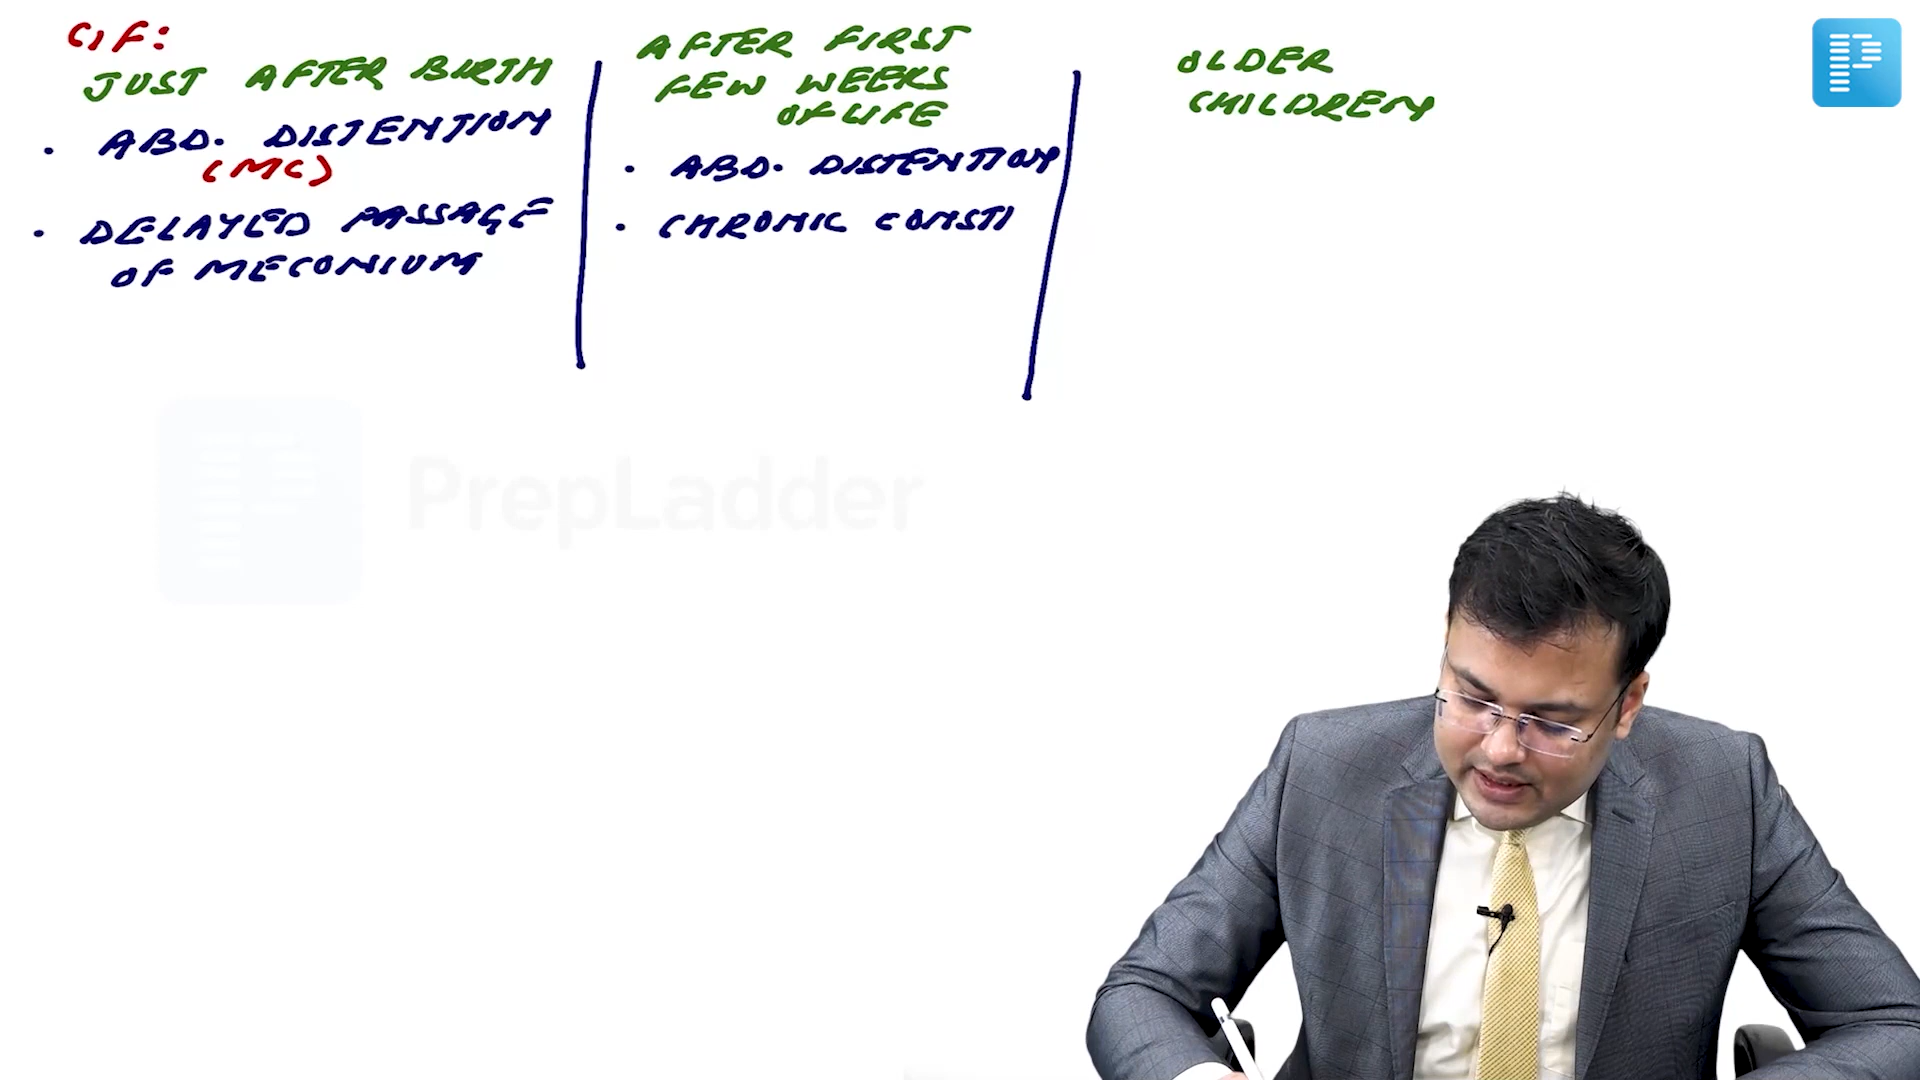 C/F:
JUST AFTER BIRTH
• ABD. DISTENTION
(MC)
• DELAYED PASSAGE
OF MECONIUM
AFTER FIRST
FEW WEEKS
OF LIFE
• ABD. DISTENTION
• CHRONIC CONSTI
OLDER
CHILDREN
PrepLadder